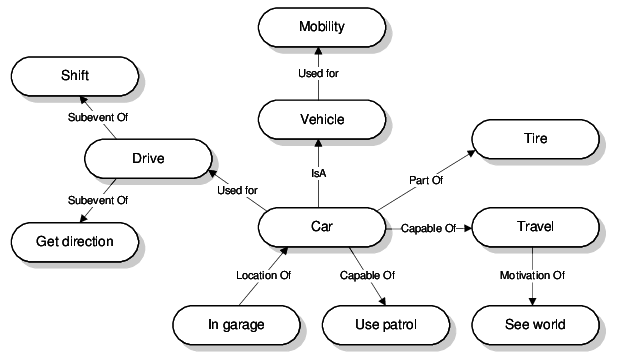 Mobility
Shift
Used for
Subevent Of
Vehicle
Tire
Drive
IsA
Part Of
Used for
Subevent Of
Car
Capable Of
Travel
Get direction
Location Of
Capable Of
Motivation Of
In garage
Use patrol
See world